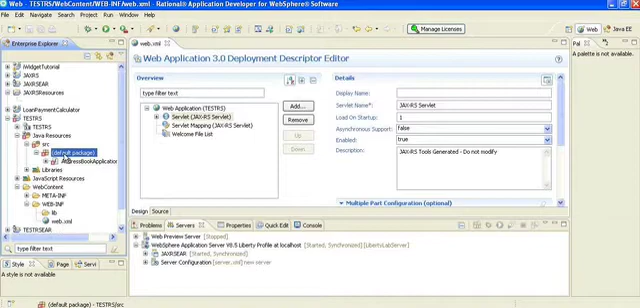 Web - TESTRS/WebContent/WEB-INF/web.xml - Rational® Application Developer for WebSphere® Software
File Edit Navigate Search Project Run Window Help
Manage Licenses
Web
Java EE
Enterprise Explorer
iWidgetTutorial
JAXRS
JAXRSEAR
JAXRSResources
LoanPaymentCalculator
TESTRS
TESTRS
Java Resources
src
(default package)
AddressBookApplication
Libraries
JavaScript Resources
WebContent
META-INF
WEB-INF
lib
web.xml
TESTRSEAR
type filter text
Style
Page
Servi
A style is not available
web.xml
Web Application 3.0 Deployment Descriptor Editor
Overview
type filter text
Web Application (TESTRS)
Servlet (JAX-RS Servlet)
Servlet Mapping (JAX-RS Servlet)
Welcome File List
Add...
Remove
Up
Down
Details
Display Name:
Servlet Name*: JAX-RS Servlet
Load On Startup: 1
Asynchronous Support: false
Enabled: true
Description: JAX-RS Tools Generated - Do not modify
Multiple Part Configuration (optional)
Design
Source
Pal
A palette is not available.
Problems
Servers
Properties
Quick Edit
Console
Web Preview Server [Stopped]
WebSphere Application Server V8.5 Liberty Profile at localhost [Started, Synchronized] [LibertyLabServer]
JAXRSEAR [Started, Synchronized]
Server Configuration [server.xml] new server
(default package) - TESTRS/src